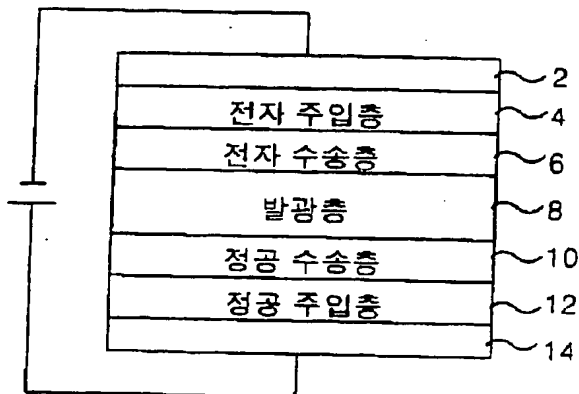 2
전자 주입층 4
전자 수송층 6
발광층 8
정공 수송층 10
정공 주입층 12
14